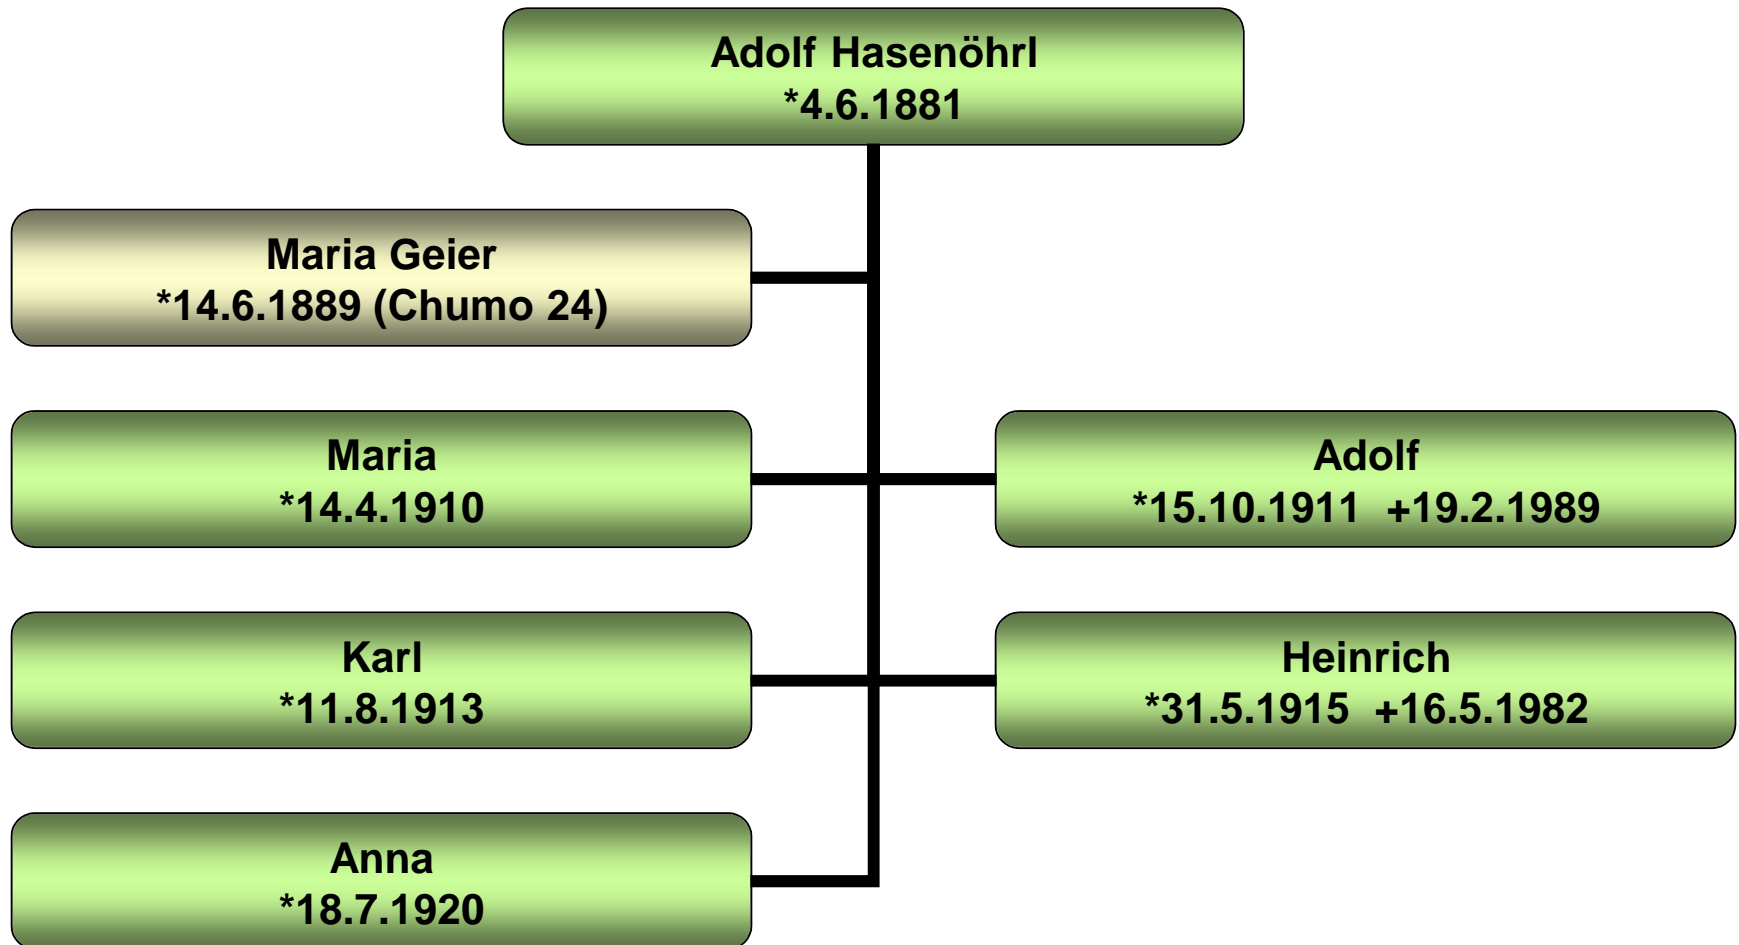 Adolf Hasenöhrl
*4.6.1881
Maria Geier
*14.6.1889 (Chumo 24)
Maria
*14.4.1910
Adolf
*15.10.1911 +19.2.1989
Karl
*11.8.1913
Heinrich
*31.5.1915 +16.5.1982
Anna
*18.7.1920